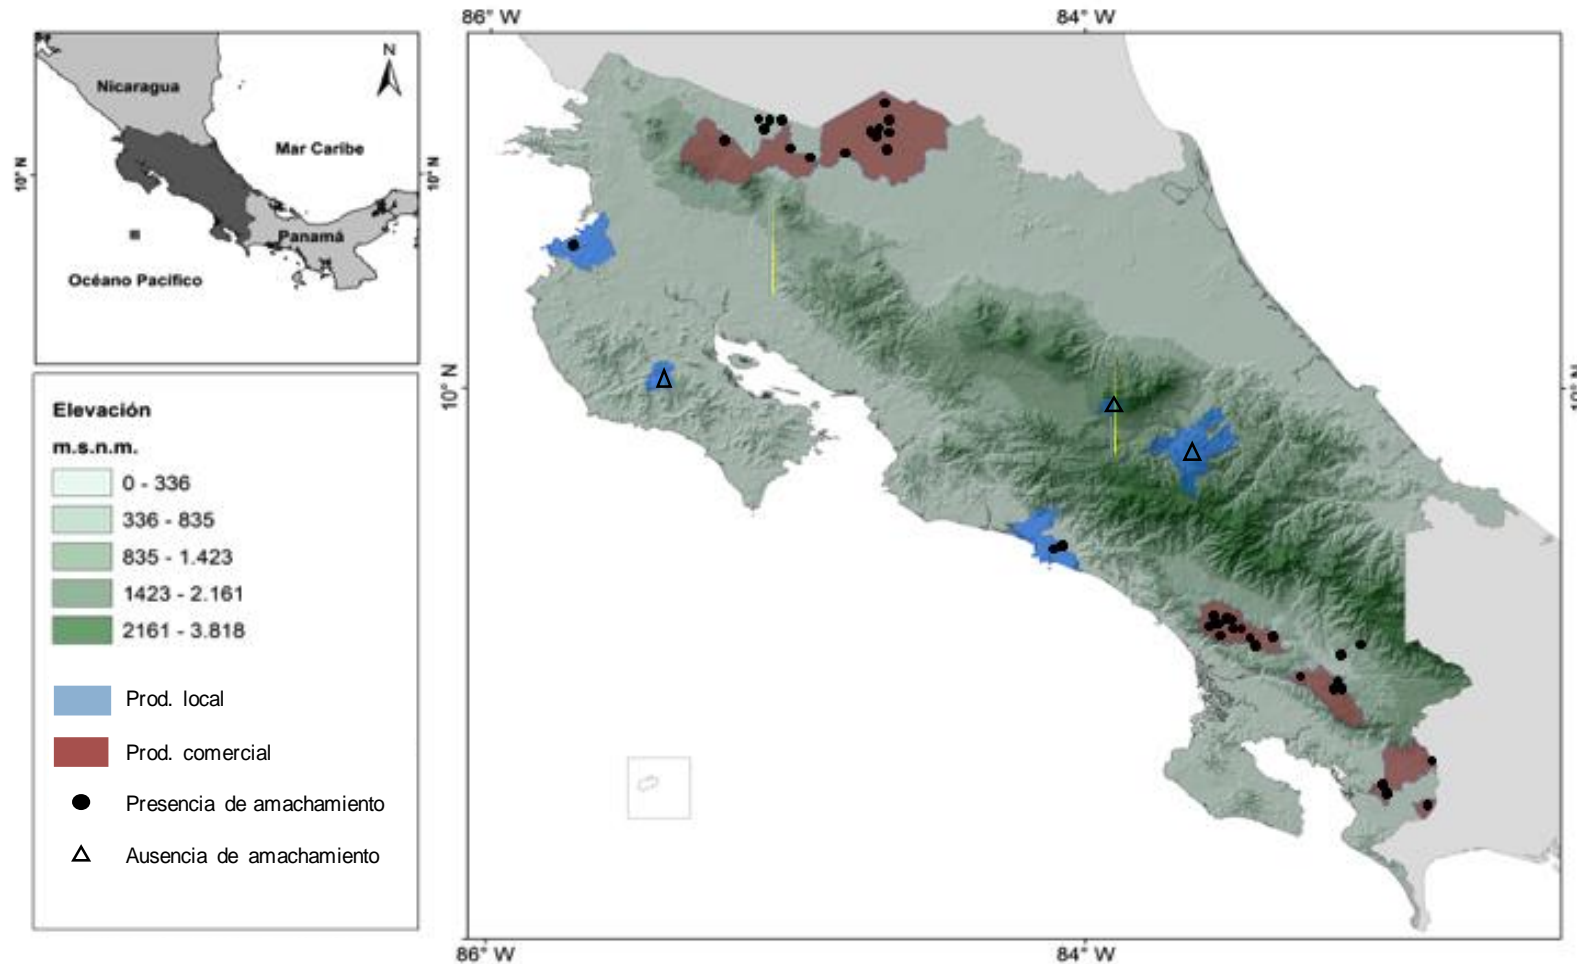 86° W
84° W
N
Nicaragua
Mar Caribe
10° N
10° N
Panamá
Océano Pacífico
Elevación
m.s.n.m.
0 - 336
336 - 835
835 - 1.423
1423 - 2.161
2161 - 3.818
Prod. local
Prod. comercial
Presencia de amachamiento
Ausencia de amachamiento
10° N
10° N
86° W
84° W